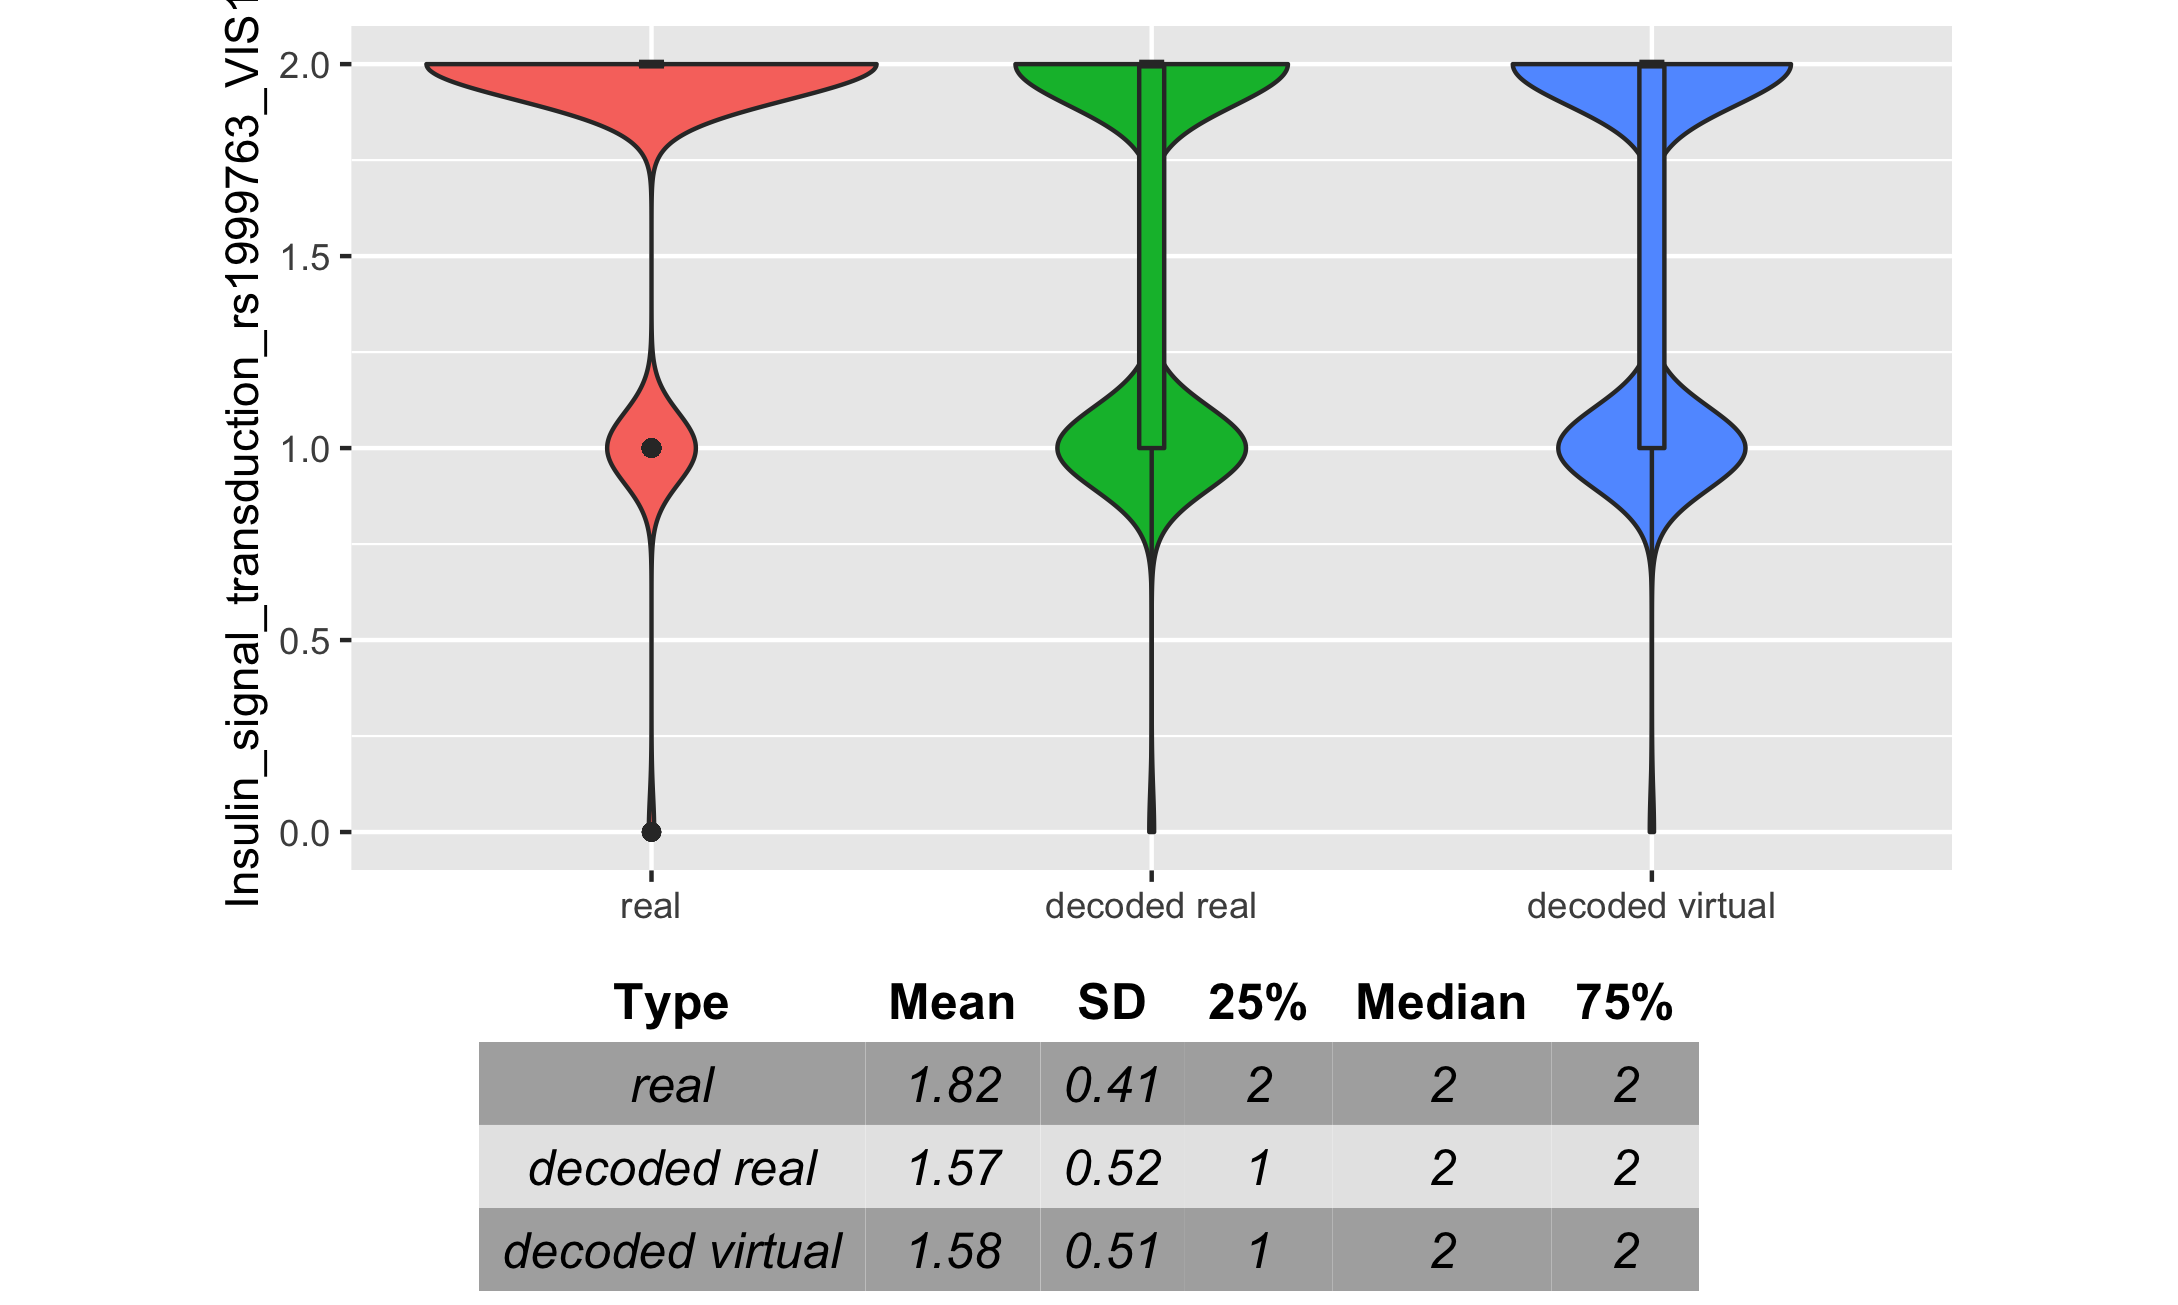 Insulin_signal_transduction_rs1999763_VIS
2.0
1.5
1.0
0.5
0.0
real decoded real decoded virtual
Type Mean SD 25% Median 75%
real 1.82 0.41 2 2 2
decoded real 1.57 0.52 1 2 2
decoded virtual 1.58 0.51 1 2 2